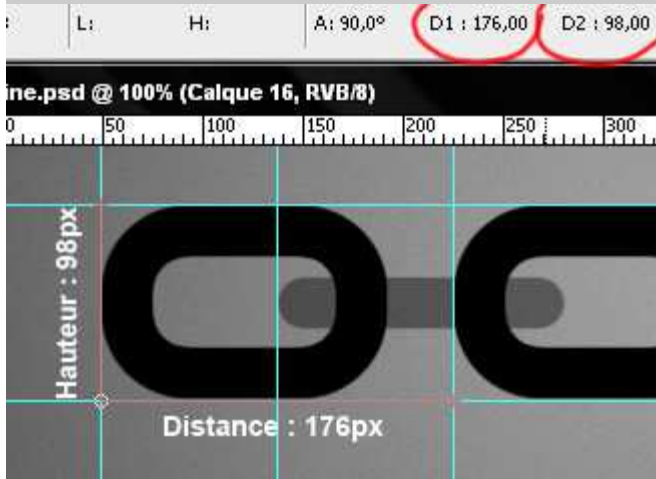 L: H: A: 90,0° D1 : 176,00 D2 : 98,00
ine.psd @ 100% (Calque 16, RVB/8)
0 50 100 150 200 250 300
Hauteur : 98px
Distance : 176px